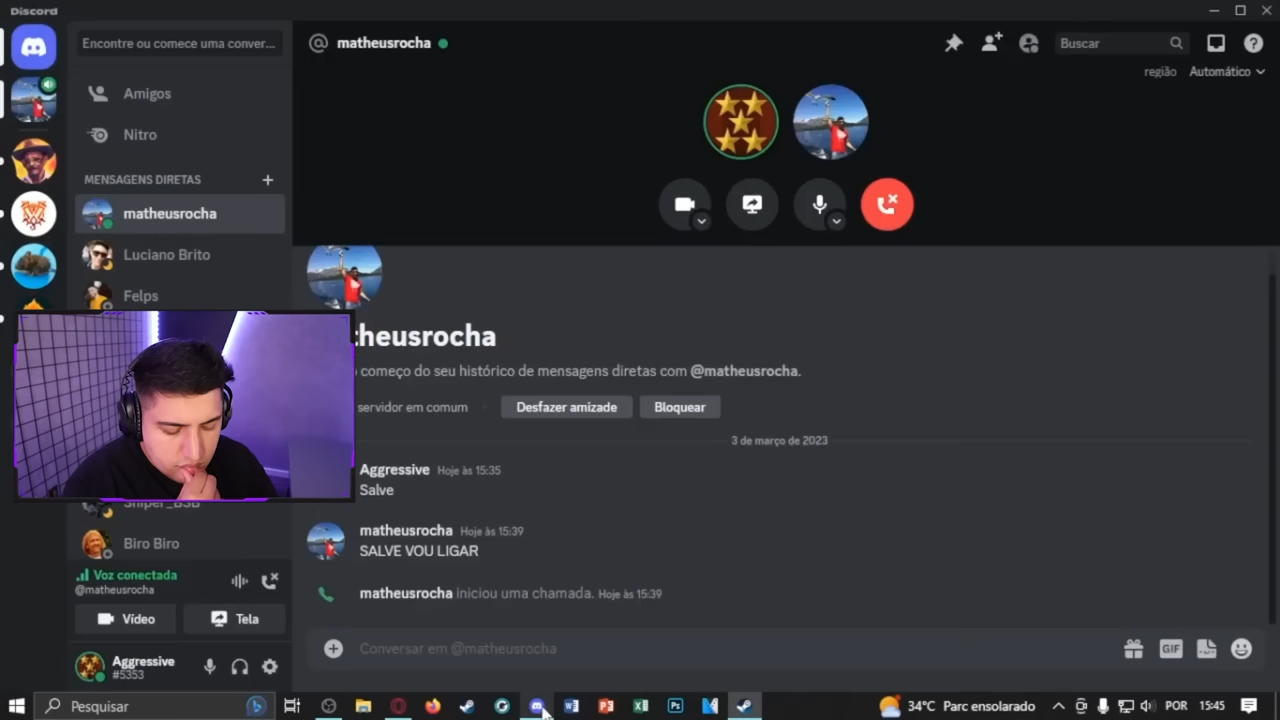 Discord
Encontre ou comece uma conver...
Amigos
Nitro
MENSAGENS DIRETAS
matheusrocha
Luciano Brito
Felps
Sniper_BSB
Biro Biro
Voz conectada
@matheusrocha
Vídeo
Tela
Aggressive
#5353
matheusrocha
Buscar
região Automático
theusrocha
começo do seu histórico de mensagens diretas com @matheusrocha.
servidor em comum
Desfazer amizade
Bloquear
3 de março de 2023
Aggressive Hoje às 15:35
Salve
matheusrocha Hoje às 15:39
SALVE VOU LIGAR
matheusrocha iniciou uma chamada. Hoje às 15:39
Conversar em @matheusrocha
GIF
Pesquisar
34°C Parc ensolarado
POR
15:45